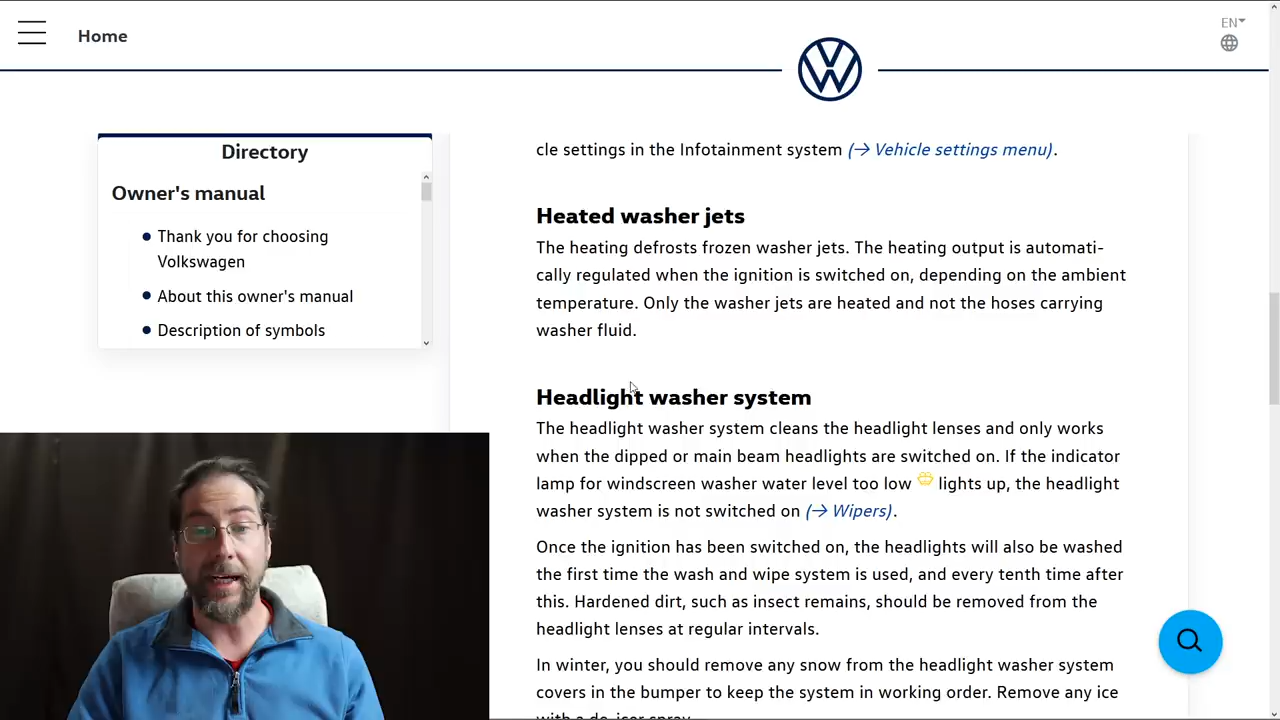 Home
EN
Directory
Owner's manual
Thank you for choosing
Volkswagen
About this owner's manual
Description of symbols
cle settings in the Infotainment system (→ Vehicle settings menu).
Heated washer jets
The heating defrosts frozen washer jets. The heating output is automati-
cally regulated when the ignition is switched on, depending on the ambient
temperature. Only the washer jets are heated and not the hoses carrying
washer fluid.
Headlight washer system
The headlight washer system cleans the headlight lenses and only works
when the dipped or main beam headlights are switched on. If the indicator
lamp for windscreen washer water level too low lights up, the headlight
washer system is not switched on (→ Wipers).
Once the ignition has been switched on, the headlights will also be washed
the first time the wash and wipe system is used, and every tenth time after
this. Hardened dirt, such as insect remains, should be removed from the
headlight lenses at regular intervals.
In winter, you should remove any snow from the headlight washer system
covers in the bumper to keep the system in working order. Remove any ice
with a de-icer spray.